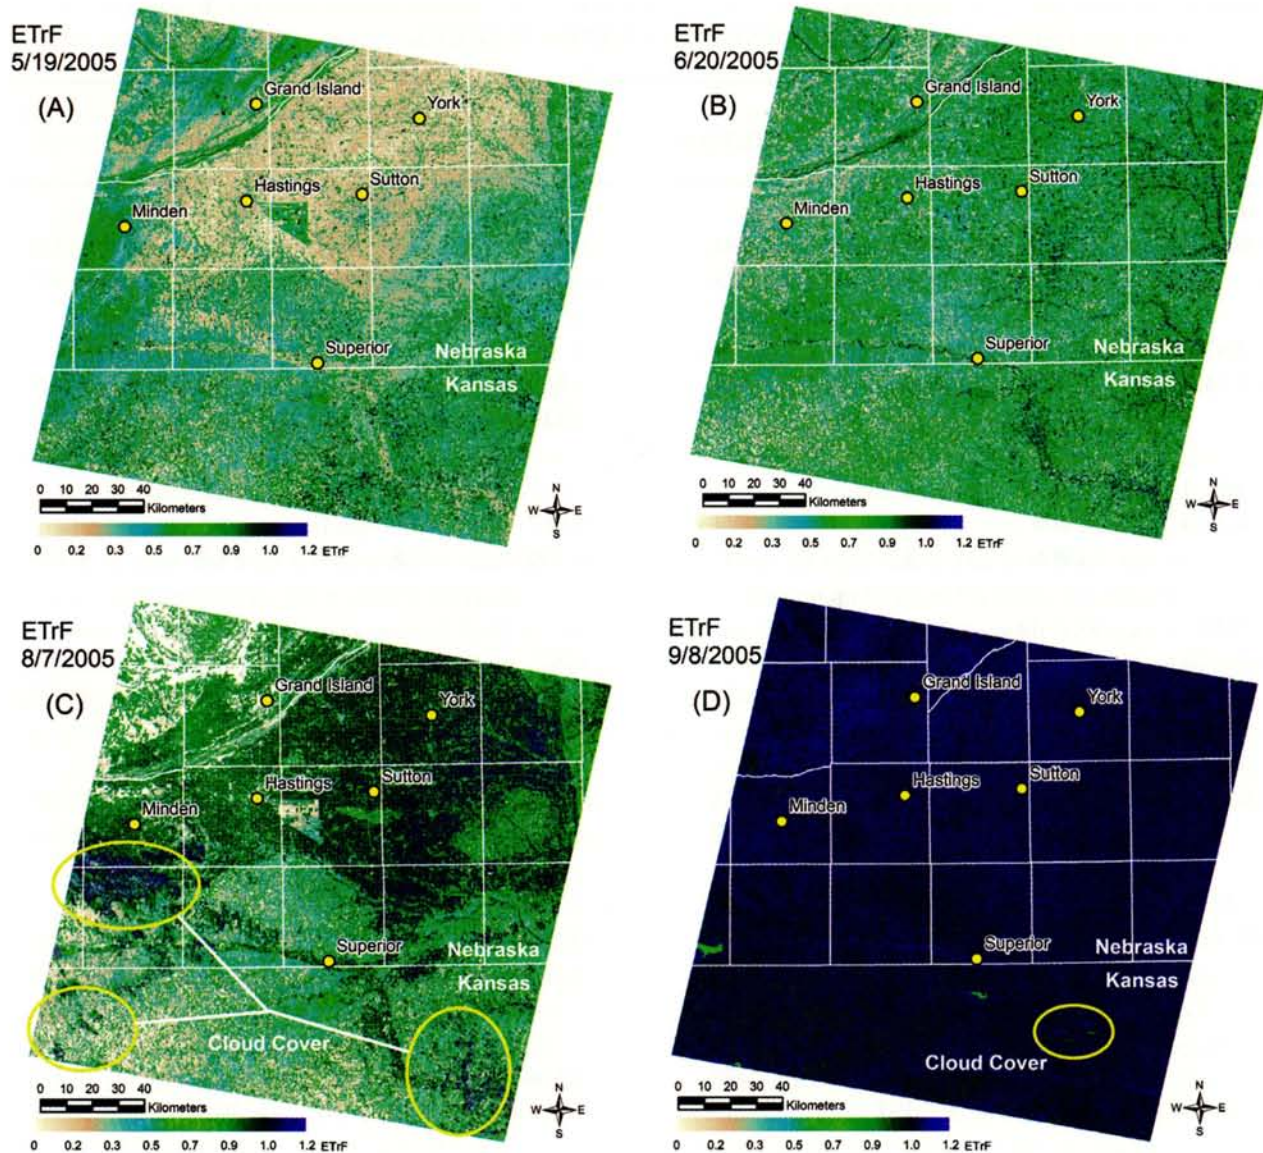 ETrF
5/19/2005
(A)
Grand Island
York
Hastings
Sutton
Minden
Superior
Nebraska
Kansas
0 10 20 30 40
Kilometers
N
W E
S
0 0.2 0.3 0.5 0.7 0.9 1.0 1.2 ETrF
ETrF
6/20/2005
(B)
Grand Island
York
Hastings
Sutton
Minden
Superior
Nebraska
Kansas
0 10 20 30 40
Kilometers
N
W E
S
0 0.2 0.3 0.5 0.7 0.9 1.0 1.2 ETrF
ETrF
8/7/2005
(C)
Grand Island
York
Hastings
Sutton
Minden
Superior
Nebraska
Kansas
Cloud Cover
0 10 20 30 40
Kilometers
N
W E
S
0 0.2 0.3 0.5 0.7 0.9 1.0 1.2 ETrF
ETrF
9/8/2005
(D)
Grand Island
York
Hastings
Sutton
Minden
Superior
Nebraska
Kansas
Cloud Cover
0 10 20 30 40
Kilometers
N
W E
S
0 0.2 0.3 0.5 0.7 0.9 1.0 1.2 ETrF